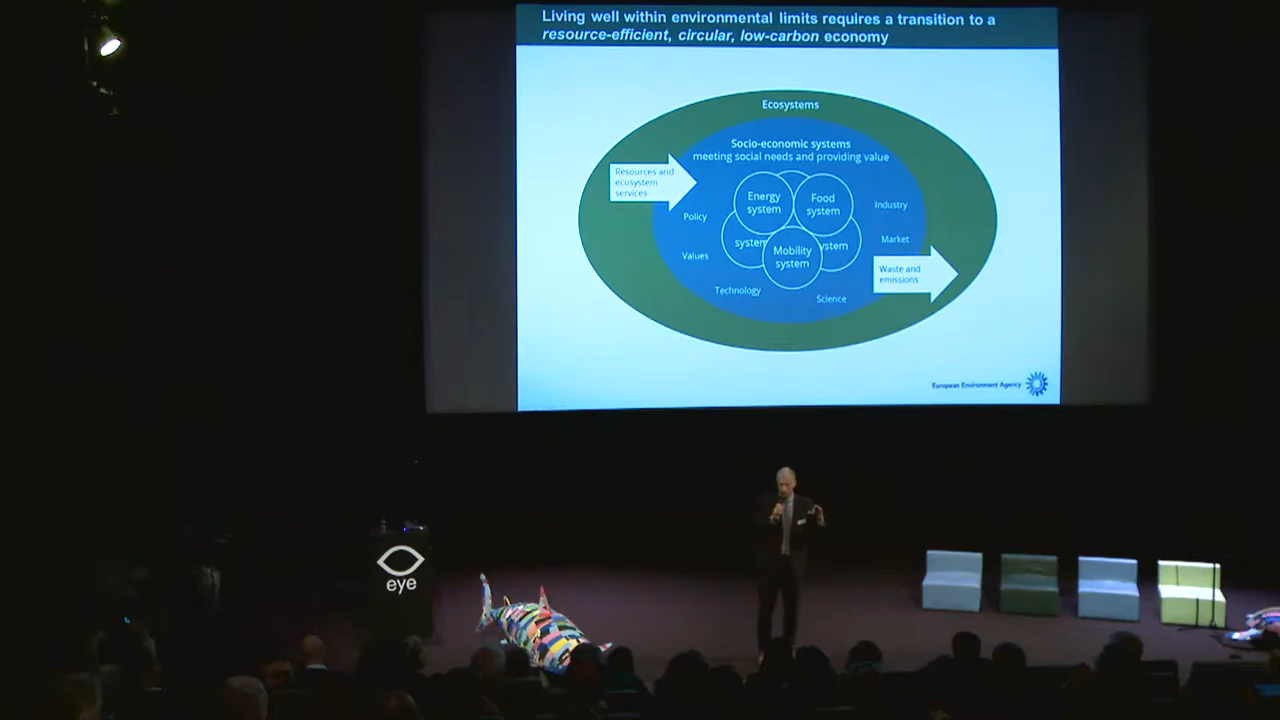 Living well within environmental limits requires a transition to a
resource-efficient, circular, low-carbon economy
Ecosystems
Socio-economic systems
meeting social needs and providing value
Resources and
ecosystem
services
Energy
system
Food
system
Industry
Policy
system
Mobility
system
Market
Values
Waste and
emissions
Technology
Science
European Environment Agency
eye